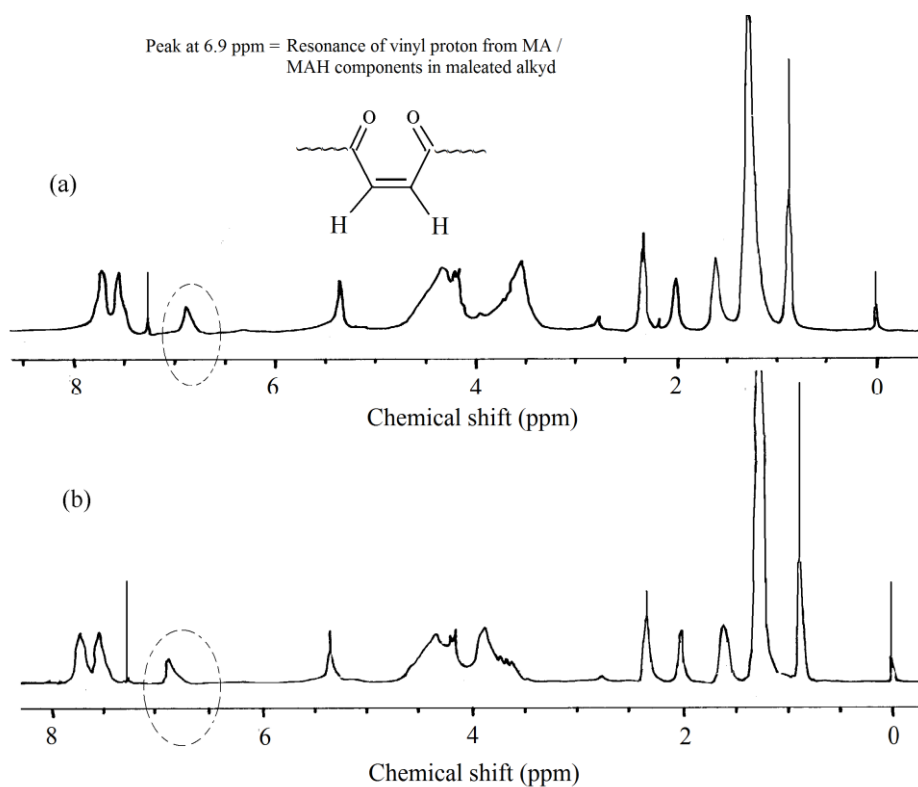 Peak at 6.9 ppm = Resonance of vinyl proton from MA /
MAH components in maleated alkyd
O O
(a)
H H
8 6 4 2 0
Chemical shift (ppm)
(b)
8 6 4 2 0
Chemical shift (ppm)